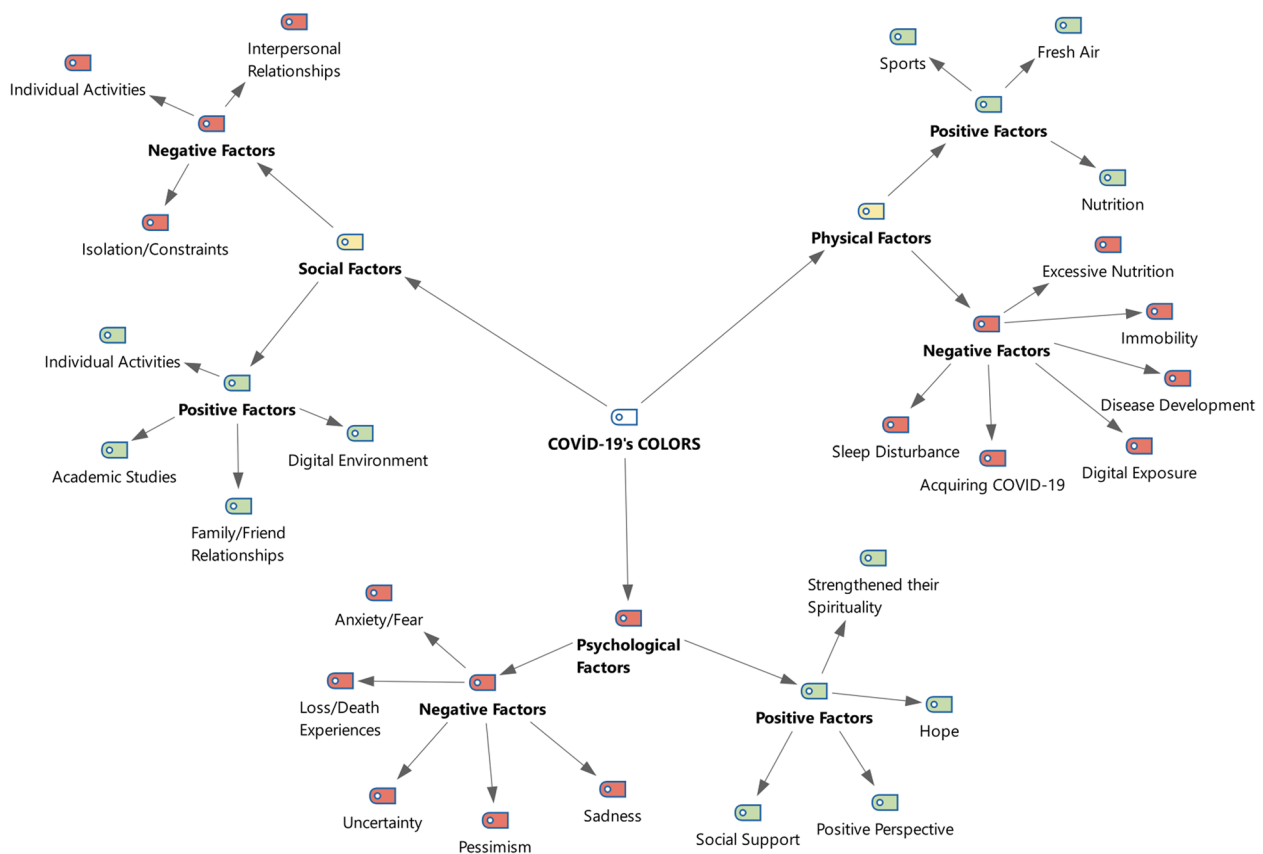 Interpersonal
Relationships
Individual Activities
Negative Factors
Isolation/Constraints
Social Factors
Individual Activities
Positive Factors
Academic Studies
Digital Environment
Family/Friend
Relationships
Sports
Fresh Air
Positive Factors
Nutrition
Physical Factors
Excessive Nutrition
Immobility
Negative Factors
Disease Development
Sleep Disturbance
Digital Exposure
Acquiring COVID-19
COVİD-19's COLORS
Psychological
Factors
Anxiety/Fear
Loss/Death
Experiences
Negative Factors
Uncertainty
Pessimism
Sadness
Strengthened their
Spirituality
Positive Factors
Hope
Social Support
Positive Perspective